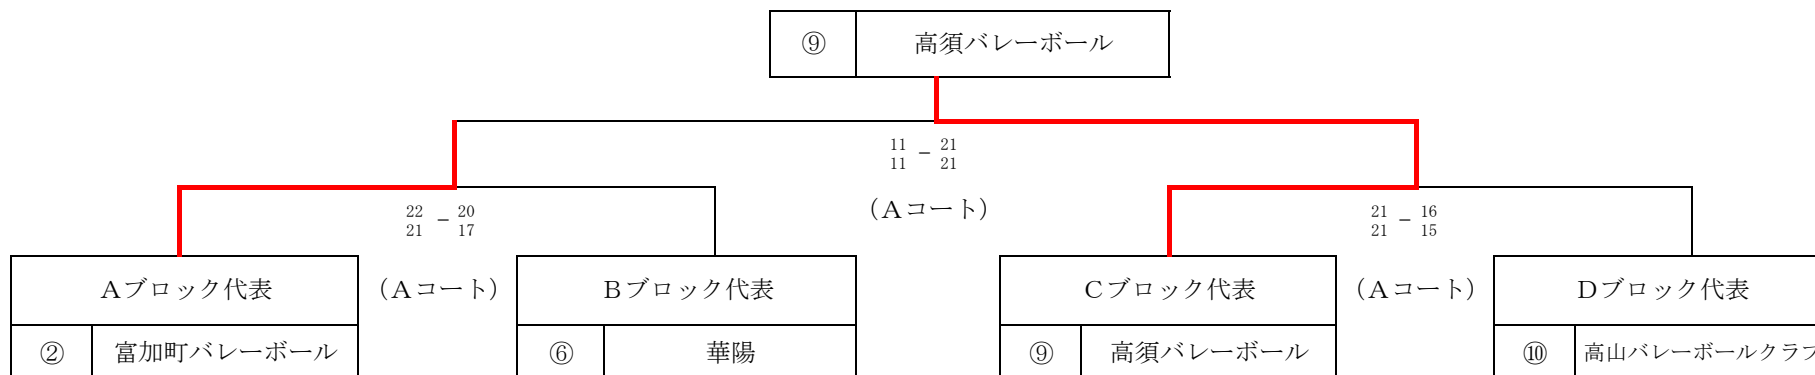 ⑨ 高須バレーボール
11 － 21
11 21
（Aコート）
22 － 20
21 17
21 － 16
21 15
Aブロック代表 （Aコート） Bブロック代表 Cブロック代表 （Aコート） Dブロック代表
② 富加町バレーボール ⑥ 華陽 ⑨ 高須バレーボール ⑩ 高山バレーボールクラブ